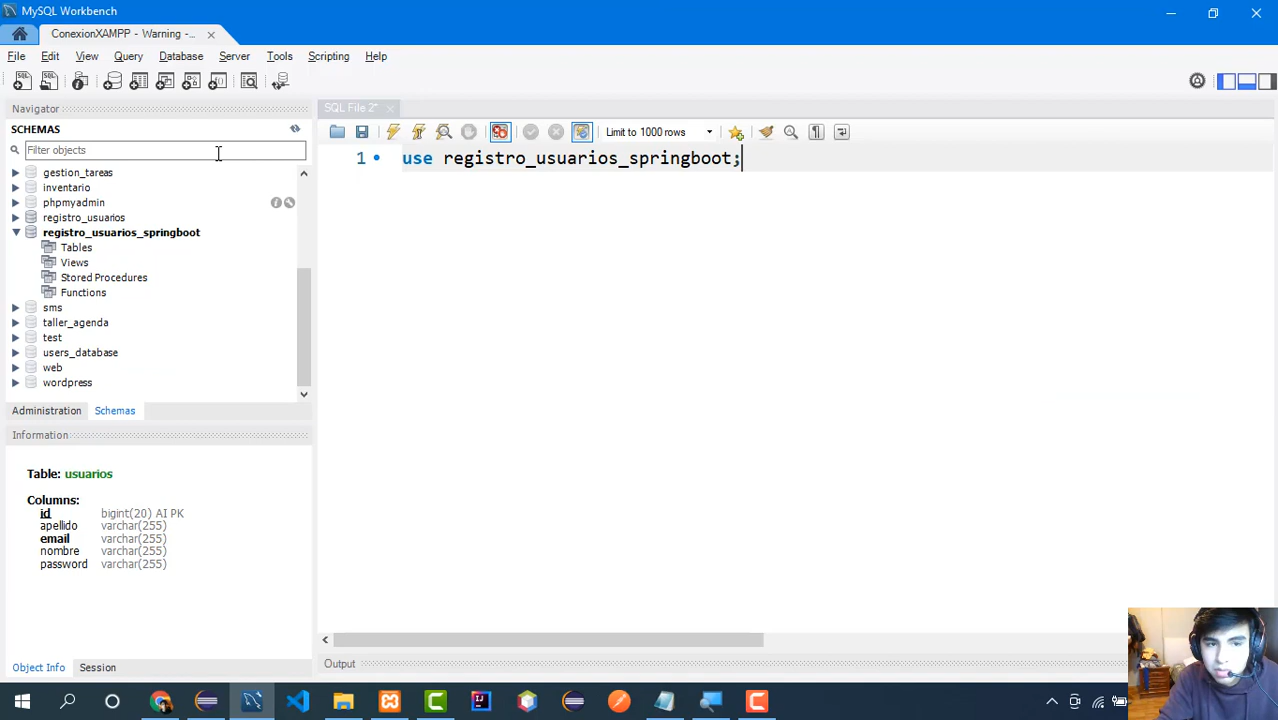 MySQL Workbench
ConexionXAMPP - Warning -...
File Edit View Query Database Server Tools Scripting Help
Navigator
SCHEMAS
Filter objects
gestion_tareas
inventario
phpmyadmin
registro_usuarios
registro_usuarios_springboot
Tables
Views
Stored Procedures
Functions
sms
taller_agenda
test
users_database
web
wordpress
Administration Schemas
Information
Table: usuarios
Columns:
id bigint(20) AI PK
apellido varchar(255)
email varchar(255)
nombre varchar(255)
password varchar(255)
Object Info Session
SQL File 2*
Limit to 1000 rows
1 use registro_usuarios_springboot;
Output